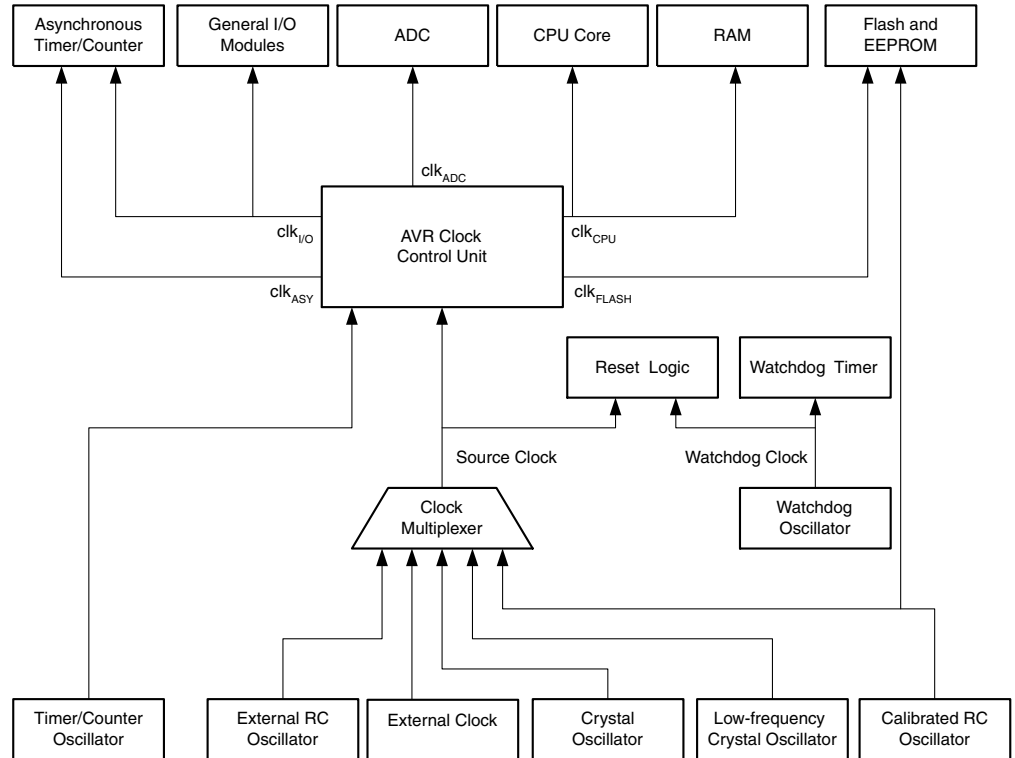 Asynchronous
Timer/Counter
General I/O
Modules
ADC
CPU Core
RAM
Flash and
EEPROM
clkADC
clkI/O
AVR Clock
Control Unit
clkCPU
clkASY
clkFLASH
Reset Logic
Watchdog Timer
Source Clock
Watchdog Clock
Clock
Multiplexer
Watchdog
Oscillator
Timer/Counter
Oscillator
External RC
Oscillator
External Clock
Crystal
Oscillator
Low-frequency
Crystal Oscillator
Calibrated RC
Oscillator